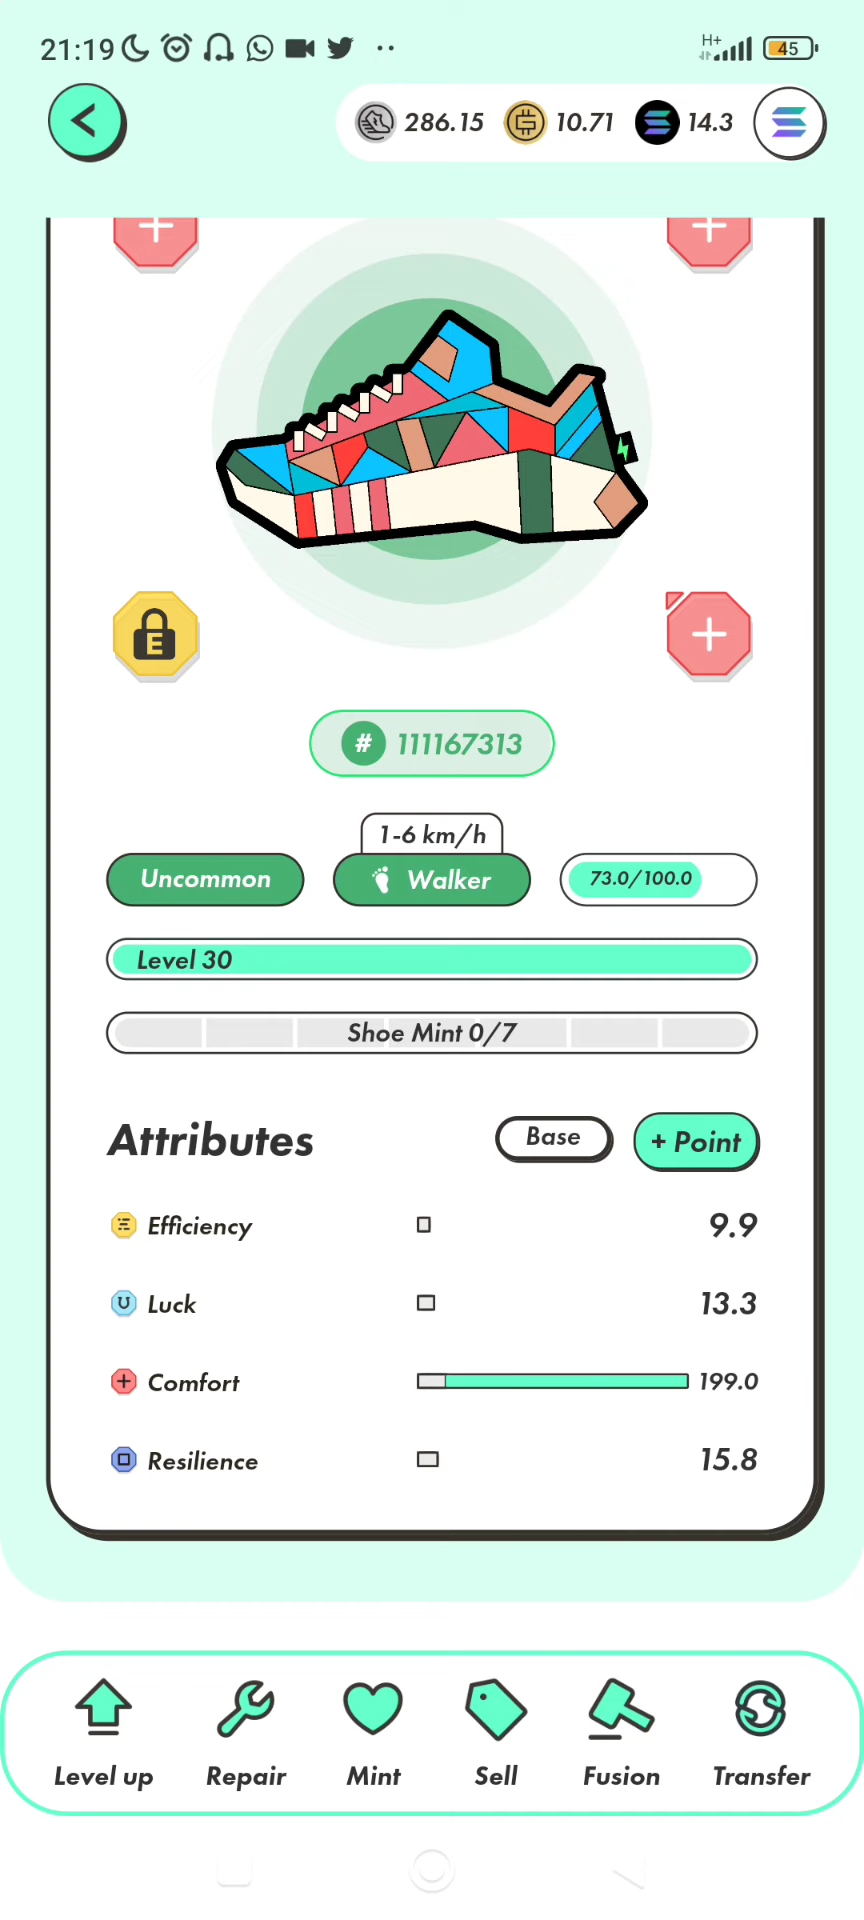 21:19 H+ 45
286.15 10.71 14.3
E
# 111167313
1-6 km/h
Uncommon Walker 73.0/100.0
Level 30
Shoe Mint 0/7
Attributes Base + Point
Efficiency 9.9
Luck 13.3
Comfort 199.0
Resilience 15.8
Level up Repair Mint Sell Fusion Transfer